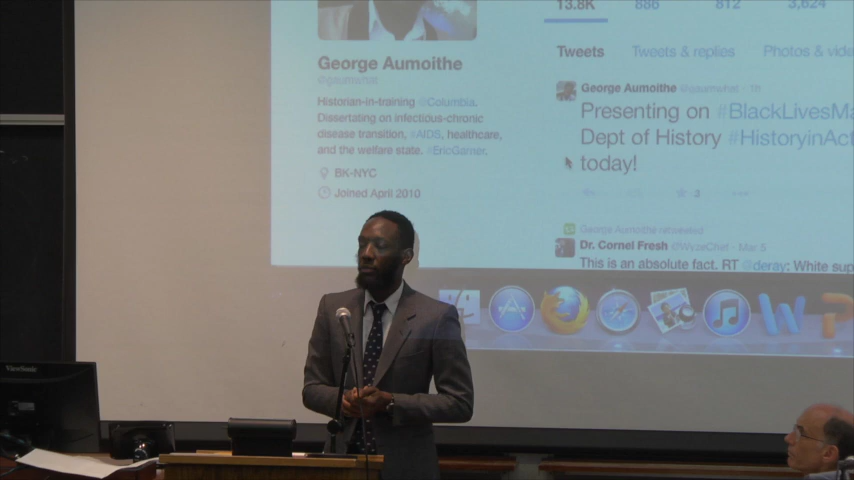 13.8K 886 812 3,624
Tweets Tweets & replies Photos &
George Aumoithe
George Aumoithe
Presenting on #BlackLivesMa
Dept of History #HistoryinAct
today!
Historian-in-training @Columbia.
Dissertating on infectious-chronic
disease transition, #AIDS, healthcare,
and the welfare state. #EricGarner.
BK-NYC
Joined April 2010
3
George Aumoithe retweeted
Dr. Cornel Fresh @WyzeChef · Mar 5
This is an absolute fact. RT @deray: White sup
W
P
ViewSonic